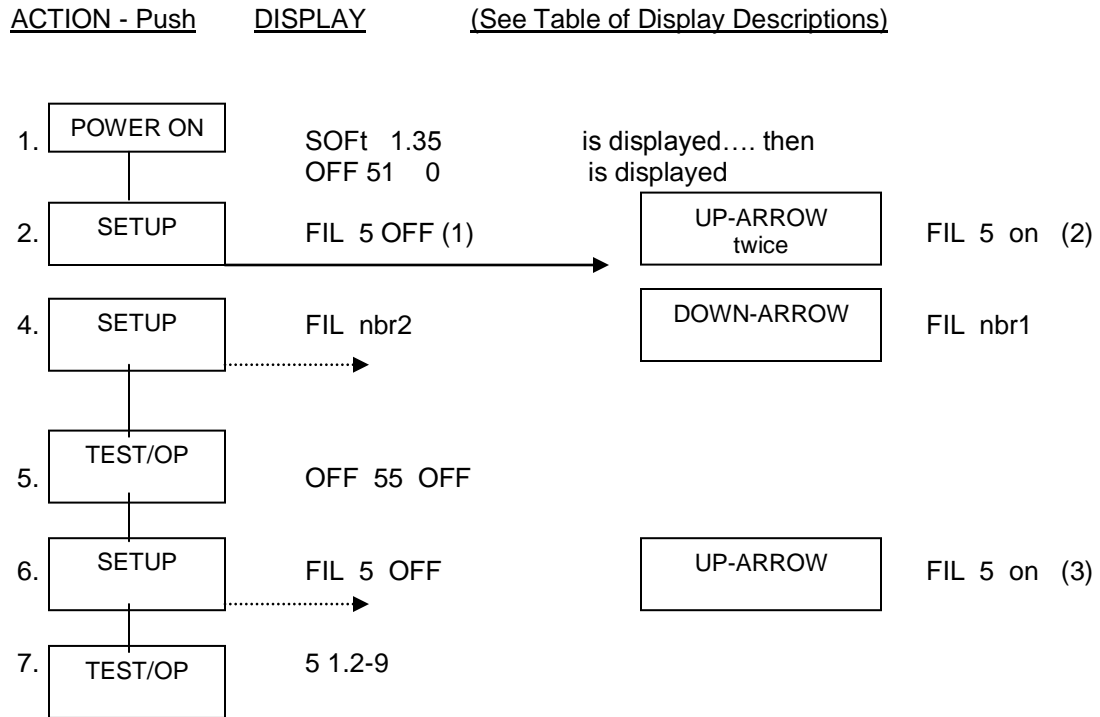 ACTION - Push DISPLAY (See Table of Display Descriptions)
1. POWER ON SOFt 1.35 is displayed.... then
OFF 51 0 is displayed
2. SETUP FIL 5 OFF (1) UP-ARROW FIL 5 on (2)
twice
4. SETUP FIL nbr2 DOWN-ARROW FIL nbr1
5. TEST/OP OFF 55 OFF
6. SETUP FIL 5 OFF UP-ARROW FIL 5 on (3)
7. TEST/OP 5 1.2-9